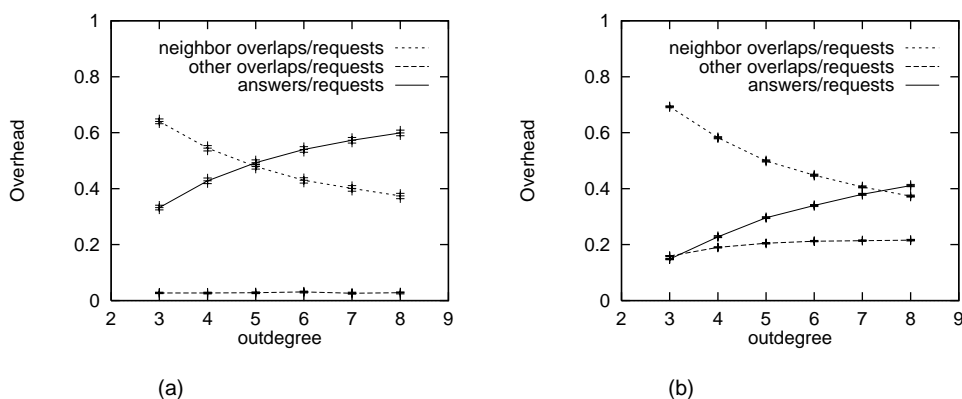 1
0.8
0.6
0.4
0.2
0
Overhead
neighbor overlaps/requests
other overlaps/requests
answers/requests
2 3 4 5 6 7 8 9
outdegree
(a)
1
0.8
0.6
0.4
0.2
0
Overhead
neighbor overlaps/requests
other overlaps/requests
answers/requests
2 3 4 5 6 7 8 9
outdegree
(b)